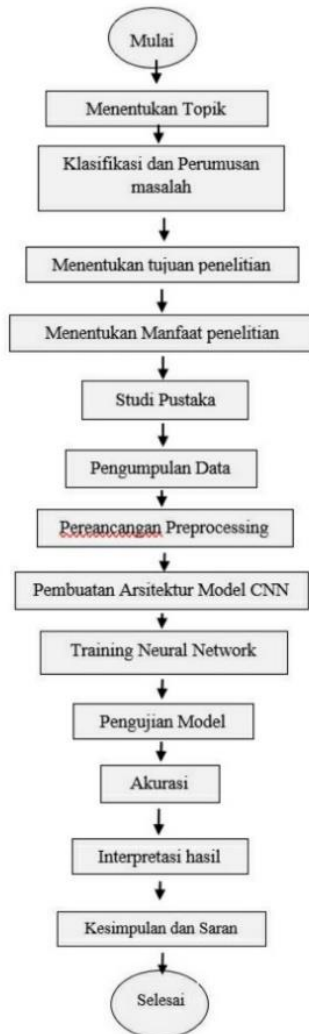 Mulai
Menentukan Topik
Klasifikasi dan Perumusan
masalah
Menentukan tujuan penelitian
Menentukan Manfaat penelitian
Studi Pustaka
Pengumpulan Data
Pereancangan Preprocessing
Pembuatan Arsitektur Model CNN
Training Neural Network
Pengujian Model
Akurasi
Interpretasi hasil
Kesimpulan dan Saran
Selesai